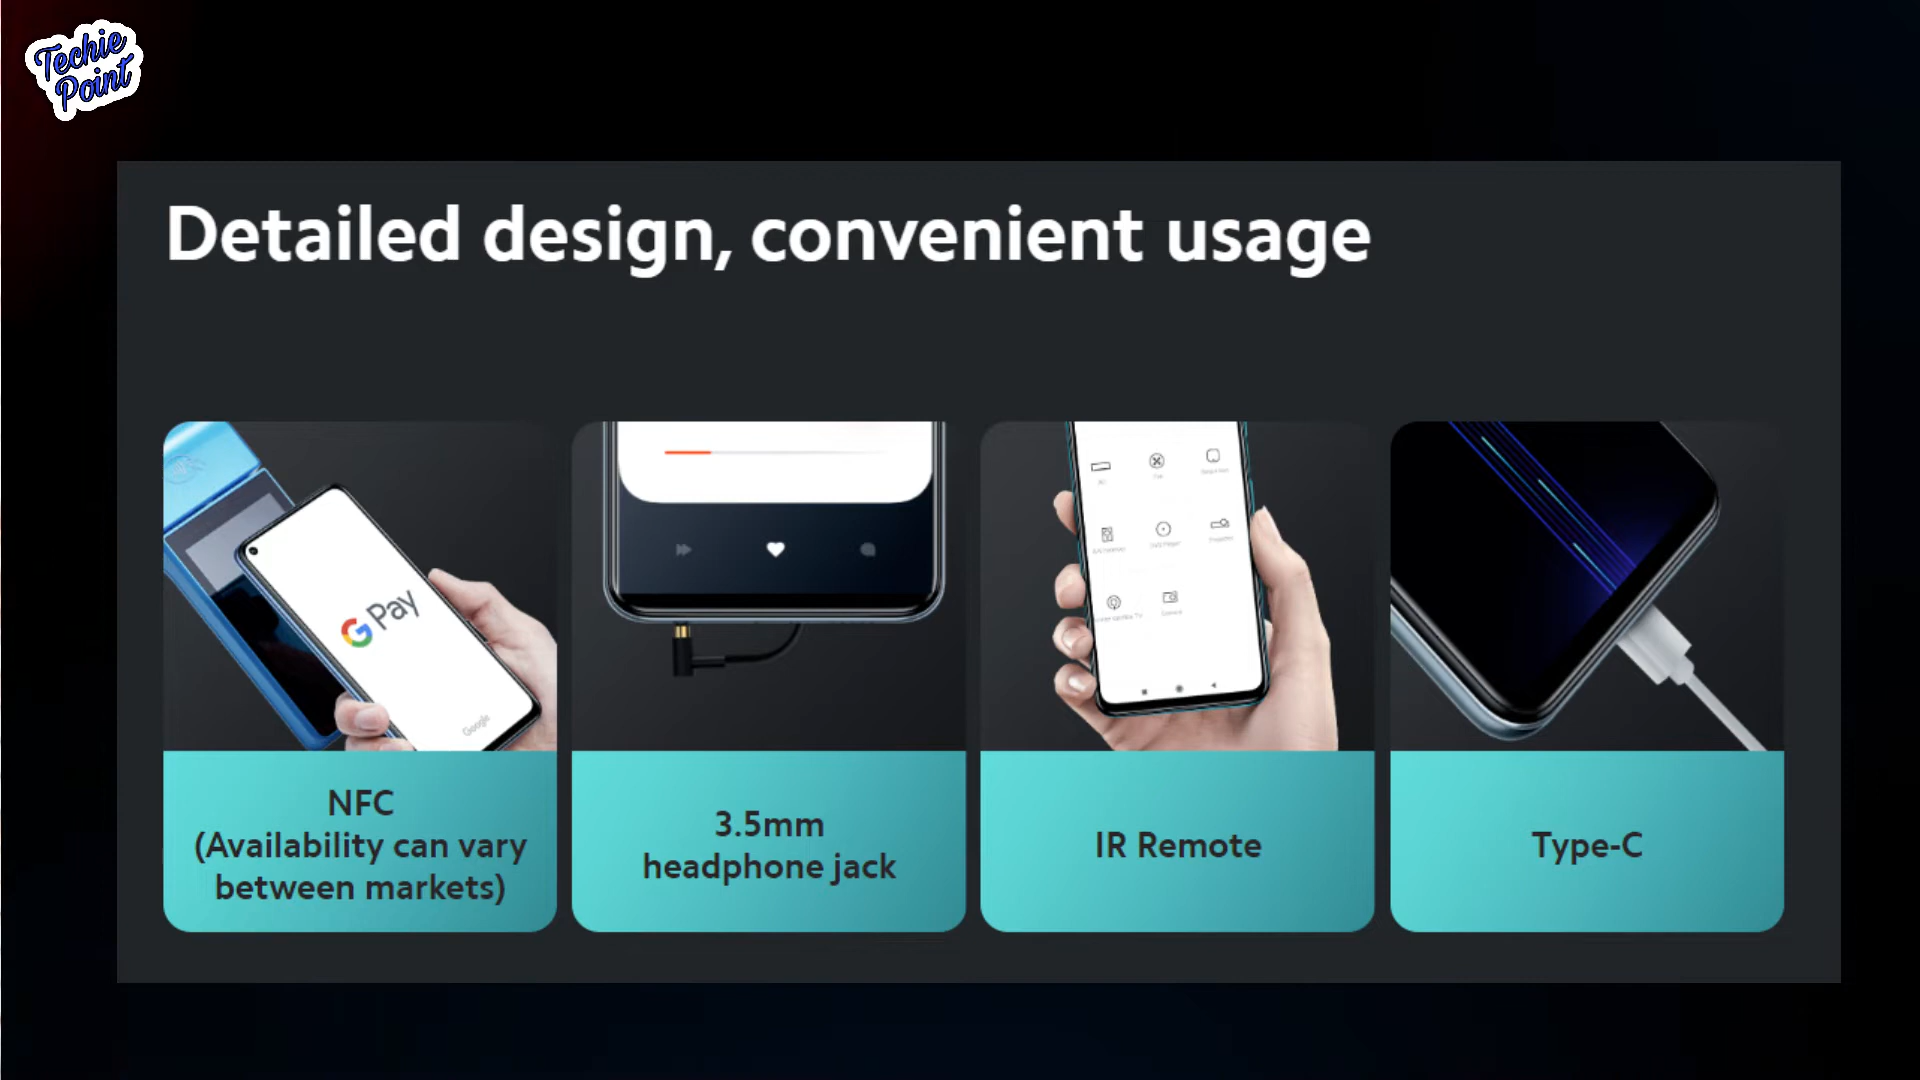 Techie
Point
Detailed design, convenient usage
G Pay
Google
NFC
(Availability can vary
between markets)
3.5mm
headphone jack
IR Remote
Type-C